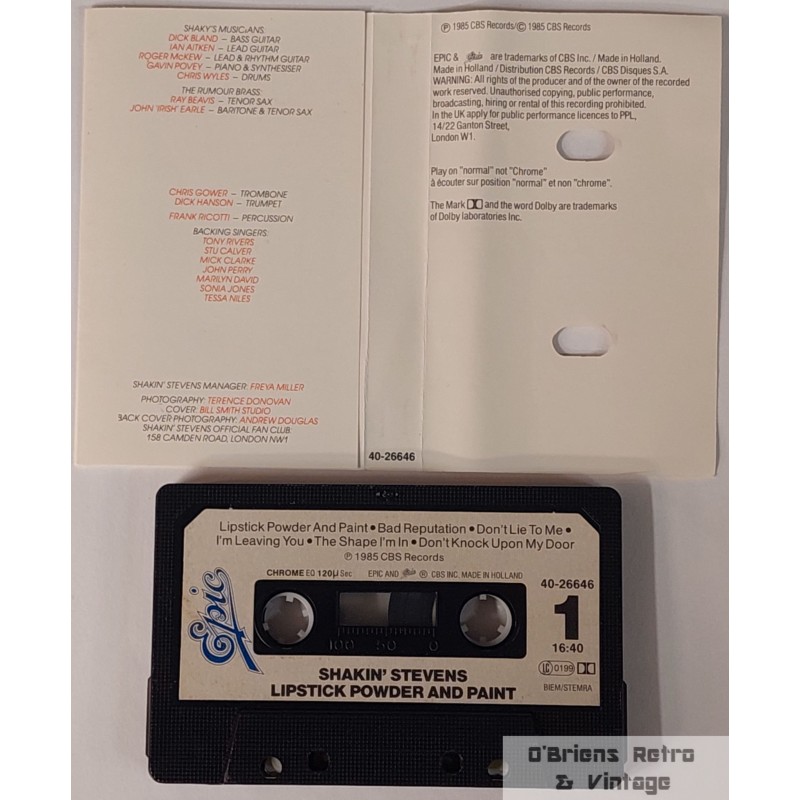 SHAKY'S MUSICIANS:
DICK BLAND – BASS GUITAR
IAN AITKEN – LEAD GUITAR
ROGER McKEW – LEAD & RHYTHM GUITAR
GAVIN POVEY – PIANO & SYNTHESISER
CHRIS WYLES – DRUMS
THE RUMOUR BRASS:
RAY BEAVIS – TENOR SAX
JOHN 'IRISH' EARLE – BARITONE & TENOR SAX
CHRIS GOWER – TROMBONE
DICK HANSON – TRUMPET
FRANK RICOTTI – PERCUSSION
BACKING SINGERS:
TONY RIVERS
STU CALVER
MICK CLARKE
JOHN PERRY
MARILYN DAVID
SONIA JONES
TESSA NILES
SHAKIN' STEVENS MANAGER: FREYA MILLER
PHOTOGRAPHY: TERENCE DONOVAN
COVER: BILL SMITH STUDIO
BACK COVER PHOTOGRAPHY: ANDREW DOUGLAS
SHAKIN' STEVENS OFFICIAL FAN CLUB:
158 CAMDEN ROAD, LONDON NW1
℗ 1985 CBS Records/© 1985 CBS Records
EPIC & Epic are trademarks of CBS Inc. / Made in Holland.
Made in Holland / Distribution CBS Records / CBS Disques S.A.
WARNING: All rights of the producer and of the owner of the recorded
work reserved. Unauthorised copying, public performance,
broadcasting, hiring or rental of this recording prohibited.
In the UK apply for public performance licences to PPL,
14/22 Ganton Street,
London W1.
Play on "normal" not "Chrome"
à écouter sur position "normal" et non "chrome".
The Mark and the word Dolby are trademarks
of Dolby laboratories Inc.
40-26646
Lipstick Powder And Paint • Bad Reputation • Don't Lie To Me •
I'm Leaving You • The Shape I'm In • Don't Knock Upon My Door
℗ 1985 CBS Records
CHROME EQ 120µ Sec EPIC AND Epic ® CBS INC. MADE IN HOLLAND
40-26646
Epic
1
16:40
100 50 0
LC 0199
BIEM/STEMRA
SHAKIN' STEVENS
LIPSTICK POWDER AND PAINT
O'Briens Retro
& Vintage